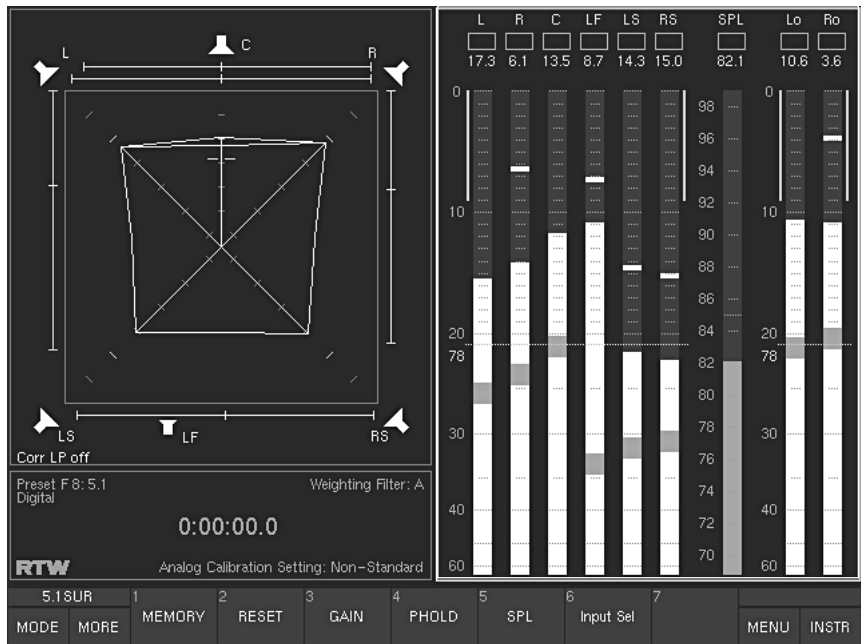 C
L R
LS LF RS
Corr LP off
Preset F 8: 5.1 Weighting Filter: A
Digital
0:00:00.0
RTW Analog Calibration Setting: Non-Standard
L R C LF LS RS SPL Lo Ro
17.3 6.1 13.5 8.7 14.3 15.0 82.1 10.6 3.6
0 98 0
96
94
92
10 90 10
88
86
20 84 20
78 82 78
80
30 78 30
76
74
40 72 40
60 70 60
5.1SUR 1 2 3 4 5 6 7
MODE MORE MEMORY RESET GAIN PHOLD SPL Input Sel MENU INSTR